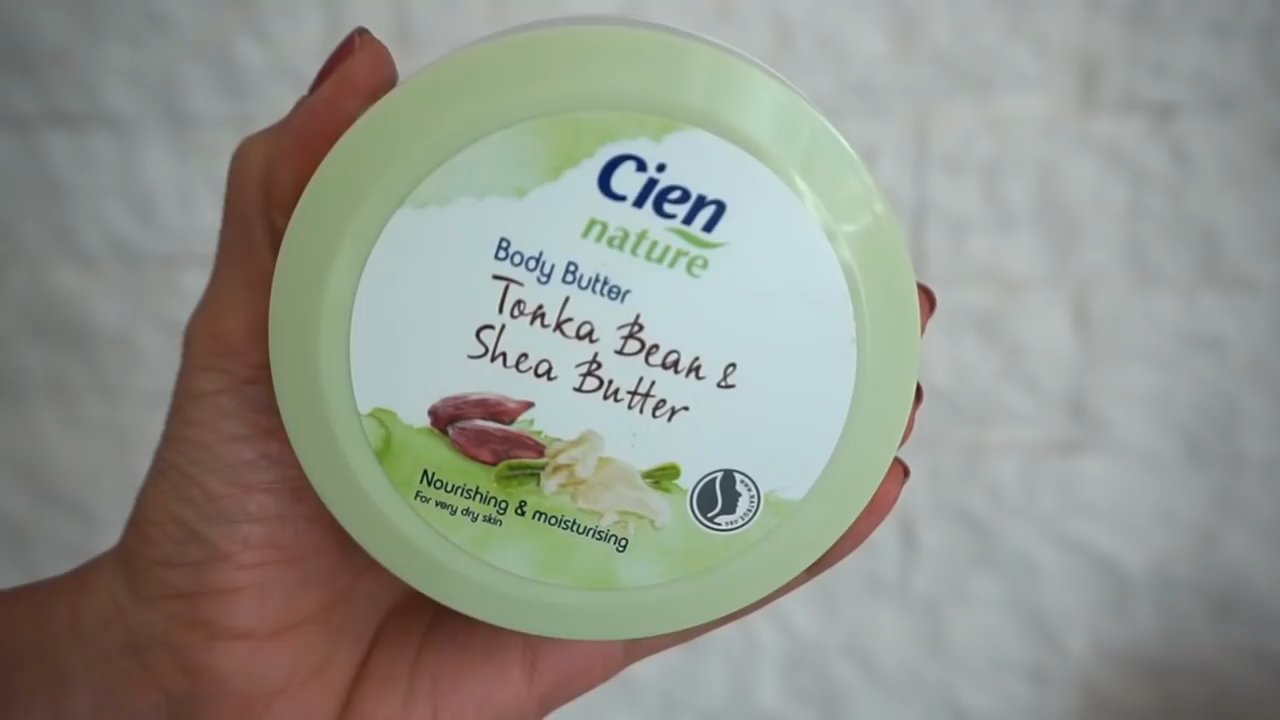 Cien
nature
Body Butter
Tonka Bean &
Shea Butter
Nourishing & moisturising
For very dry skin